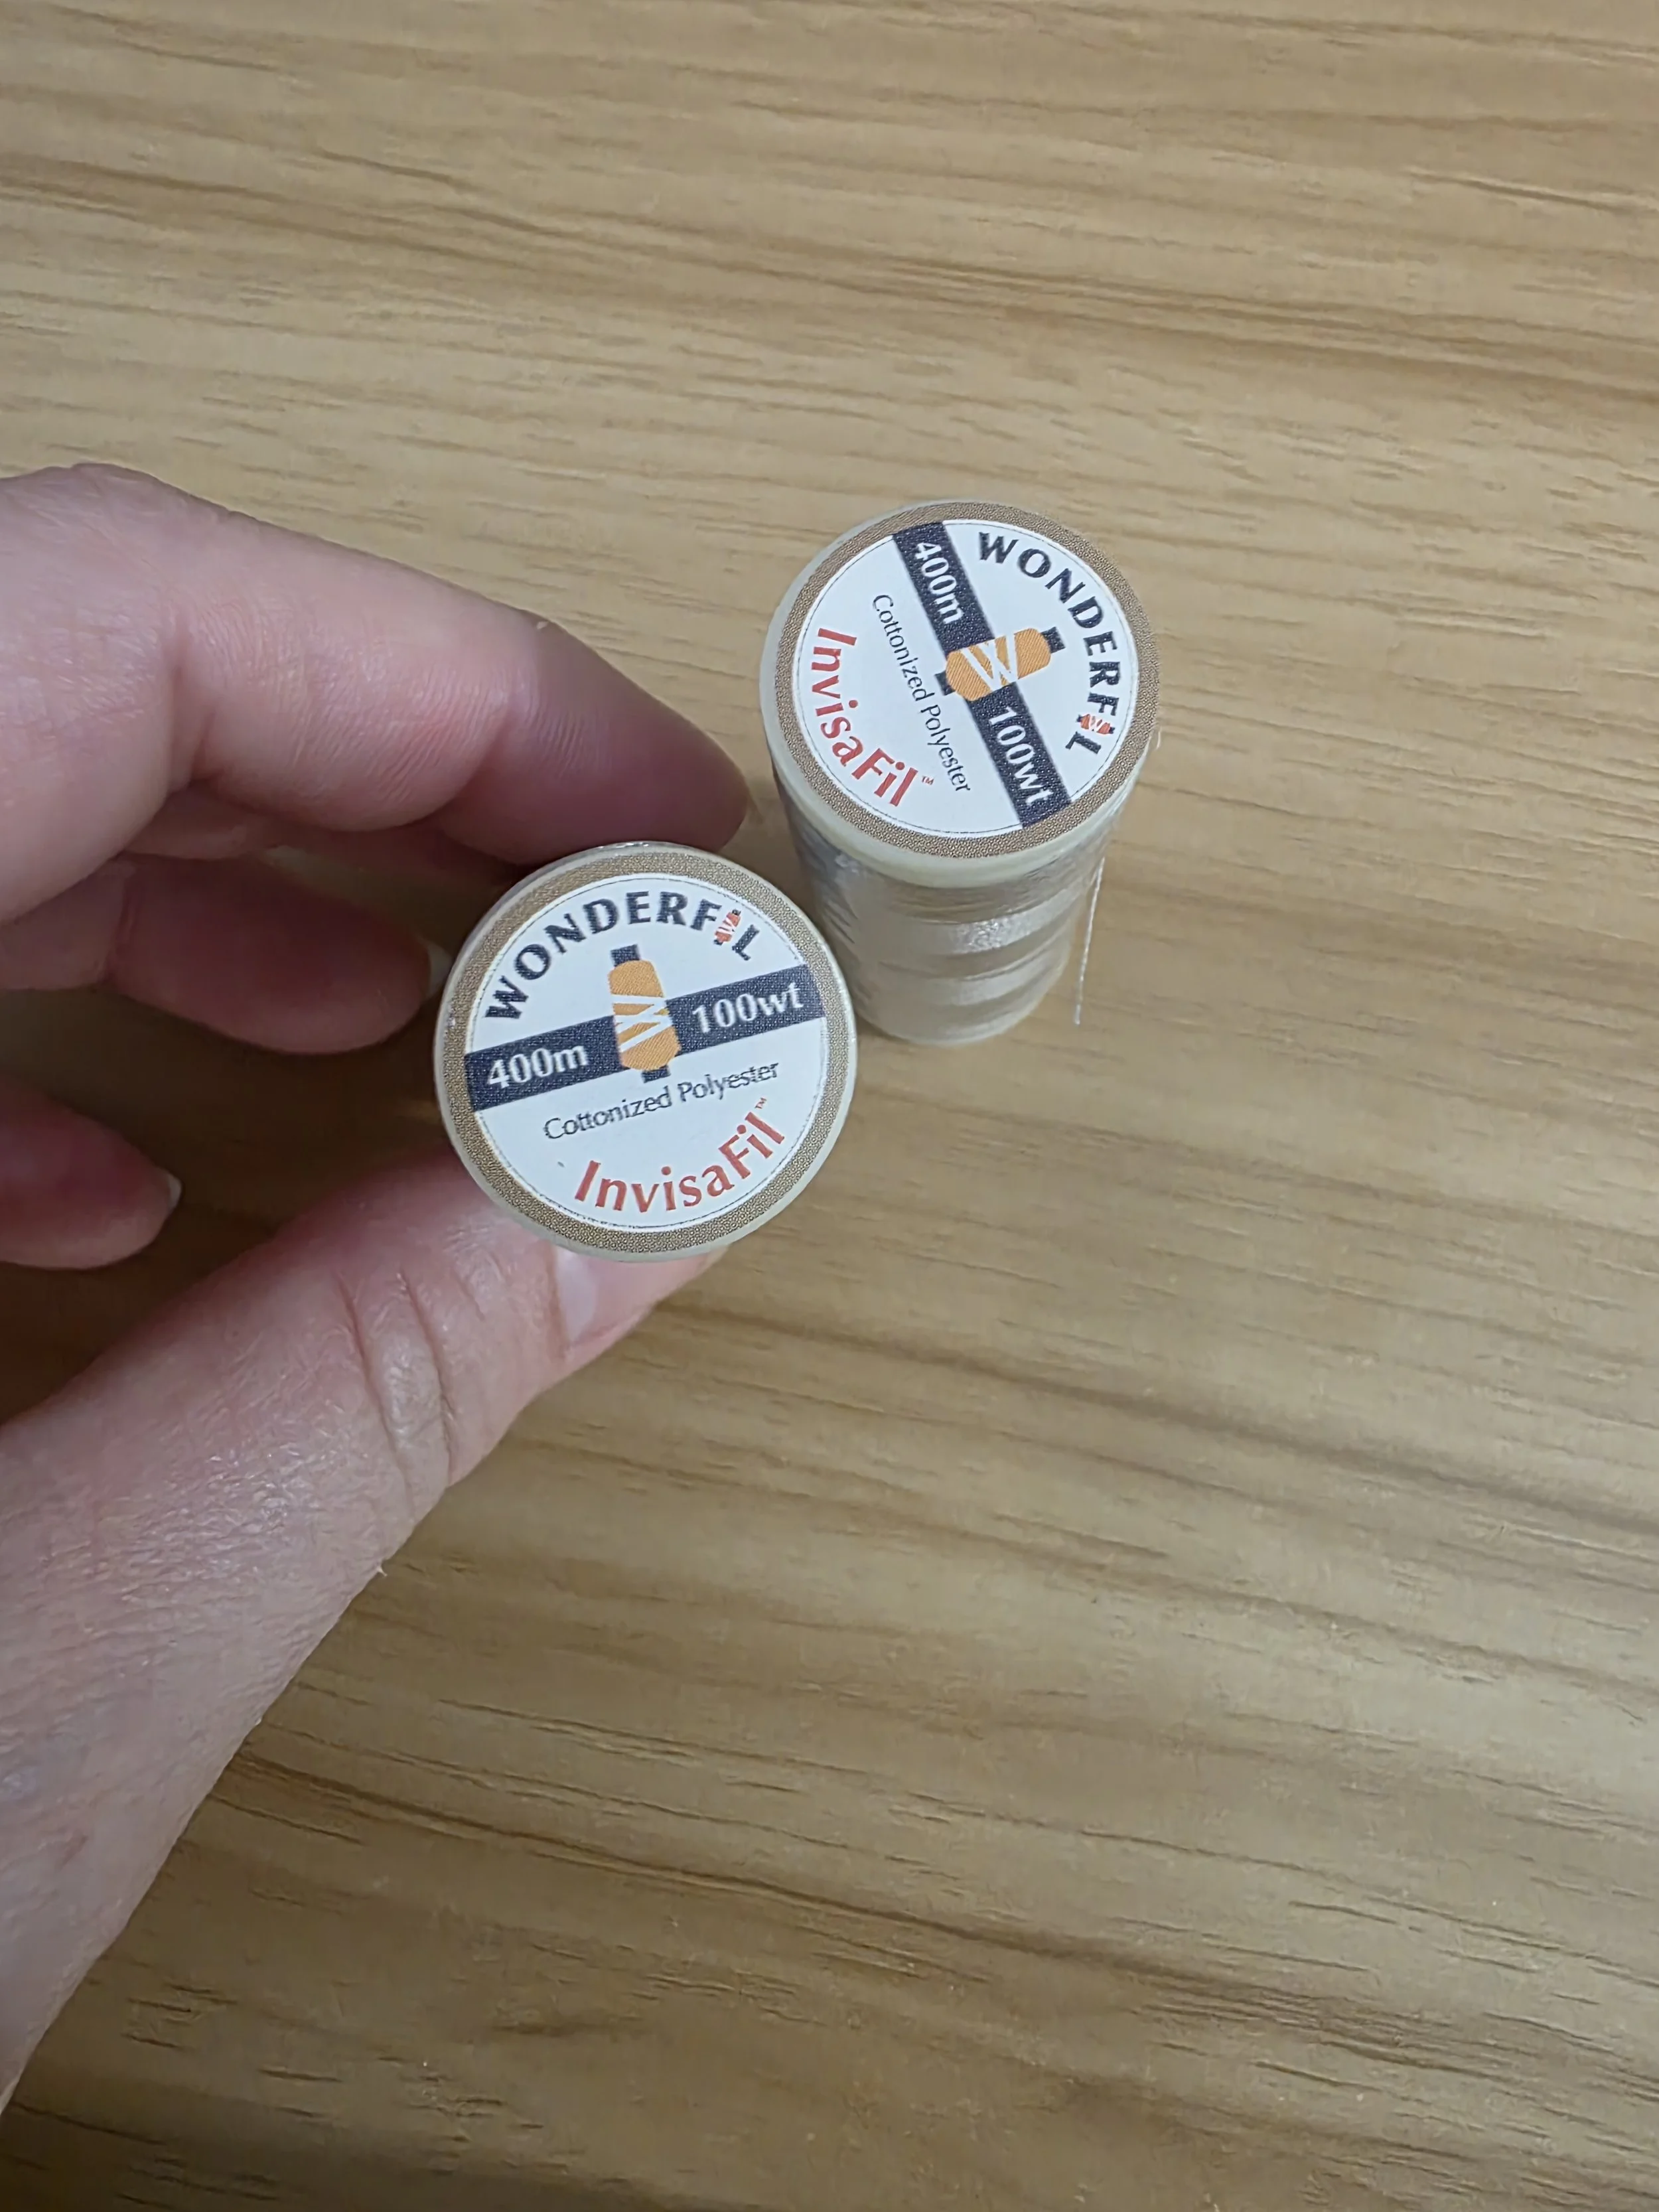 WONDERFIL
400m 100wt
Cottonized Polyester
InvisaFil™
WONDERFIL
400m 100wt
Cottonized Polyester
InvisaFil™